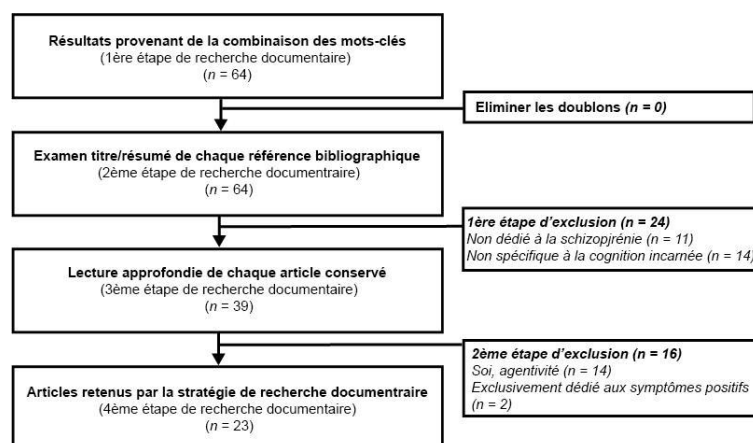 Résultats provenant de la combinaison des mots-clés
(1ère étape de recherche documentaire)
(n = 64)
Eliminer les doublons (n = 0)
Examen titre/résumé de chaque référence bibliographique
(2ème étape de recherche documentraire)
(n = 64)
1ère étape d'exclusion (n = 24)
Non dédié à la schizopjrénie (n = 11)
Non spécifique à la cognition incarnée (n = 14)
Lecture approfondie de chaque article conservé
(3ème étape de recherche documentaire)
(n = 39)
2ème étape d'exclusion (n = 16)
Soi, agentivité (n = 14)
Exclusivement dédié aux symptômes positifs
(n = 2)
Articles retenus par la stratégie de recherche documentraire
(4ème étape de recherche documentaire)
(n = 23)